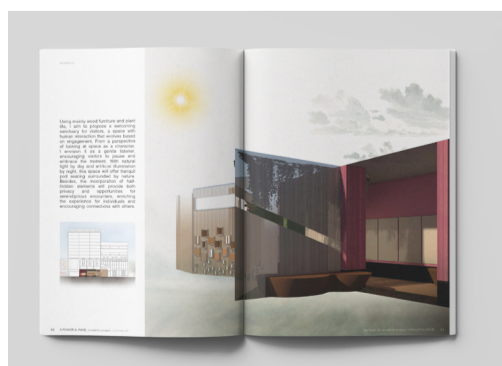 Using mainly wood furniture and plant
life, I aim to propose a welcoming
sanctuary for visitors, a space with
human interaction that evolves based
on engagement. From a perspective
of looking at space as a character,
I envision it as a gentle listener,
encouraging visitors to pause and
embrace the moment. With natural
light by day and artificial illumination
by night, this space will offer tranquil
pod seating surrounded by nature.
Besides, the incorporation of half-
hidden elements will provide both
privacy and opportunities for
serendipitous encounters, enriching
the experience for individuals and
encouraging connections with others.